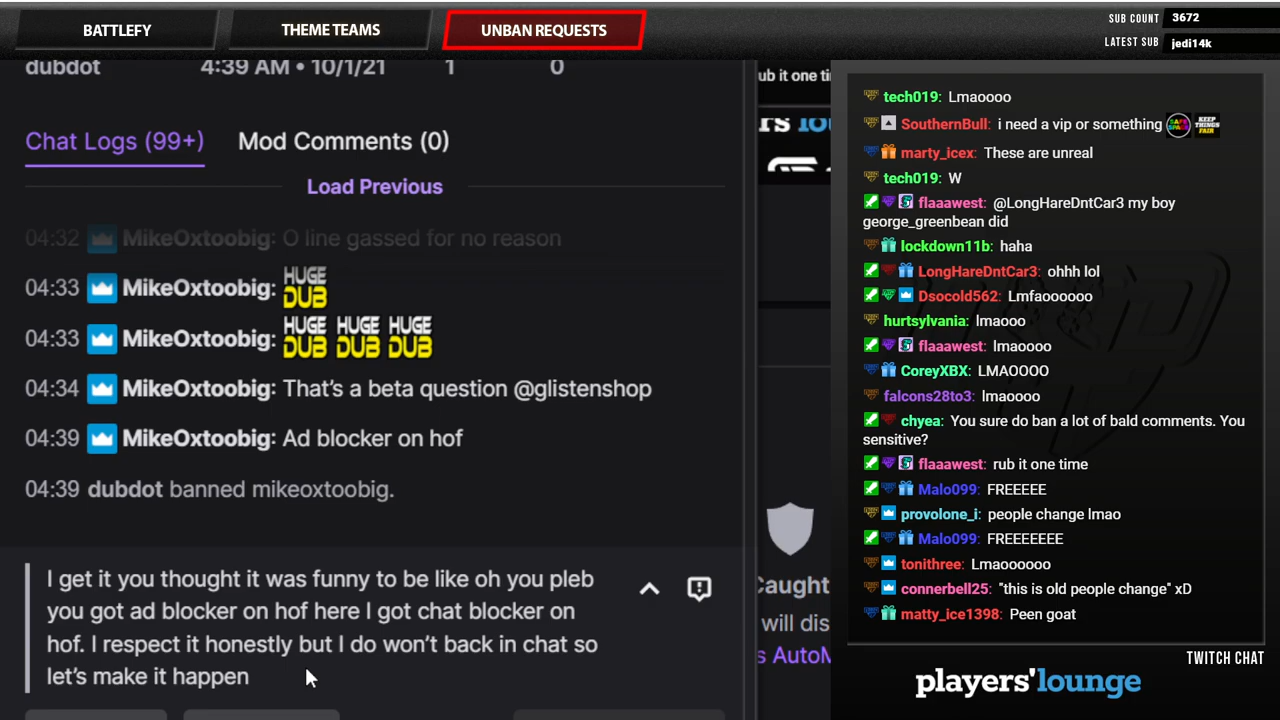 BATTLEFY
THEME TEAMS
UNBAN REQUESTS
SUB COUNT 3672
LATEST SUB jedi14k
dubdot 4:39 AM • 10/1/21 1 0
Chat Logs (99+) Mod Comments (0)
Load Previous
04:32 MikeOxtoobig: O line gassed for no reason
04:33 MikeOxtoobig: HUGE DUB
04:33 MikeOxtoobig: HUGE DUB HUGE DUB HUGE DUB
04:34 MikeOxtoobig: That's a beta question @glistenshop
04:39 MikeOxtoobig: Ad blocker on hof
04:39 dubdot banned mikeoxtoobig.
I get it you thought it was funny to be like oh you pleb
you got ad blocker on hof here I got chat blocker on
hof. I respect it honestly but I do won't back in chat so
let's make it happen
ub it one ti
Caught
will dis
s AutoM
tech019: Lmaoooo
SouthernBull: i need a vip or something SAFE SPACE KEEP THINGS FAIR
marty_icex: These are unreal
tech019: W
flaaawest: @LongHareDntCar3 my boy
george_greenbean did
lockdown11b: haha
LongHareDntCar3: ohhh lol
Dsocold562: Lmfaoooooo
hurtsylvania: lmaooo
flaaawest: lmaoooo
CoreyXBX: LMAOOOO
falcons28to3: lmaoooo
chyea: You sure do ban a lot of bald comments. You
sensitive?
flaaawest: rub it one time
Malo099: FREEEEE
provolone_i: people change lmao
Malo099: FREEEEEEE
tonithree: Lmaoooooo
connerbell25: "this is old people change" xD
matty_ice1398: Peen goat
TWITCH CHAT
players'lounge